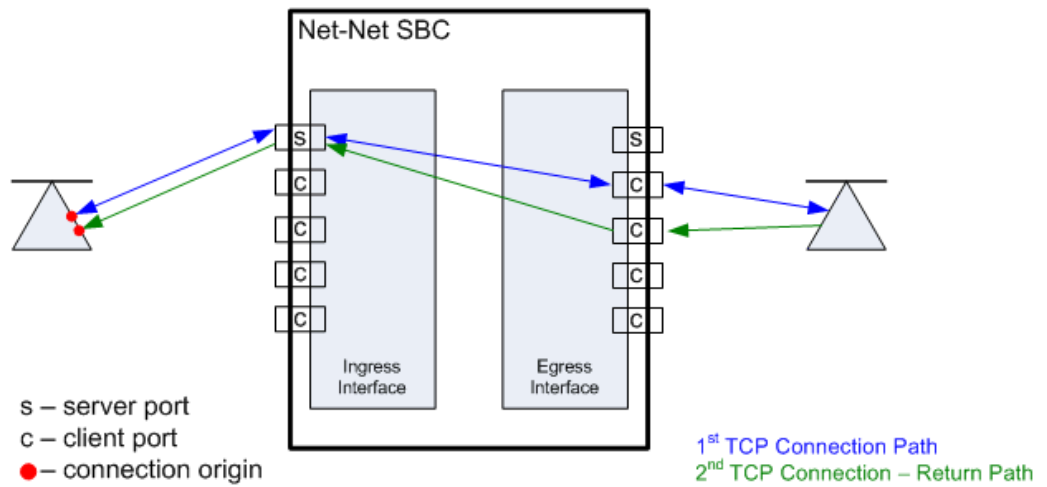 Net-Net SBC
S
C
C
C
C
S
C
C
C
C
Ingress
Interface
Egress
Interface
s – server port
c – client port
– connection origin
1st TCP Connection Path
2nd TCP Connection – Return Path